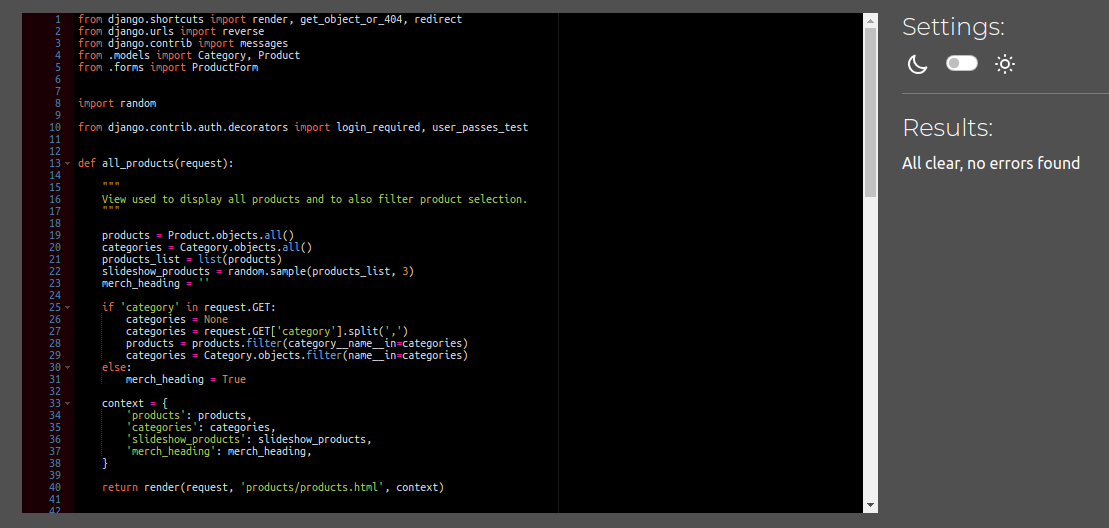 1 from django.shortcuts import render, get_object_or_404, redirect
2 from django.urls import reverse
3 from django.contrib import messages
4 from .models import Category, Product
5 from .forms import ProductForm
6
7
8 import random
9
10 from django.contrib.auth.decorators import login_required, user_passes_test
11
12
13 def all_products(request):
14
15     """
16     View used to display all products and to also filter product selection.
17     """
18
19     products = Product.objects.all()
20     categories = Category.objects.all()
21     products_list = list(products)
22     slideshow_products = random.sample(products_list, 3)
23     merch_heading = ''
24
25     if 'category' in request.GET:
26         categories = None
27         categories = request.GET['category'].split(',')
28         products = products.filter(category__name__in=categories)
29         categories = Category.objects.filter(name__in=categories)
30     else:
31         merch_heading = True
32
33     context = {
34         'products': products,
35         'categories': categories,
36         'slideshow_products': slideshow_products,
37         'merch_heading': merch_heading,
38     }
39
40     return render(request, 'products/products.html', context)
41
42
Settings:
Results:
All clear, no errors found